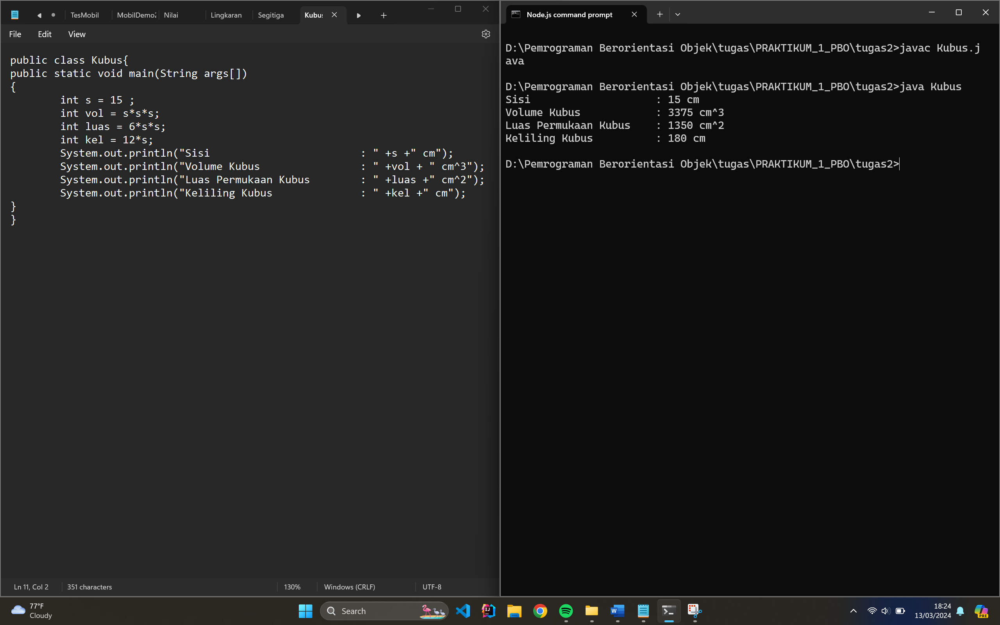 TesMobil MobilDemo2 Nilai Lingkaran Segitiga Kubu
File Edit View
public class Kubus{
public static void main(String args[])
{
int s = 15 ;
int vol = s*s*s;
int luas = 6*s*s;
int kel = 12*s;
System.out.println("Sisi : " +s +" cm");
System.out.println("Volume Kubus : " +vol + " cm^3");
System.out.println("Luas Permukaan Kubus : " +luas +" cm^2");
System.out.println("Keliling Kubus : " +kel +" cm");
}
}
Ln 11, Col 2 351 characters 130% Windows (CRLF) UTF-8
Node.js command prompt
D:\Pemrograman Berorientasi Objek\tugas\PRAKTIKUM_1_PBO\tugas2>javac Kubus.j
ava
D:\Pemrograman Berorientasi Objek\tugas\PRAKTIKUM_1_PBO\tugas2>java Kubus
Sisi : 15 cm
Volume Kubus : 3375 cm^3
Luas Permukaan Kubus : 1350 cm^2
Keliling Kubus : 180 cm
D:\Pemrograman Berorientasi Objek\tugas\PRAKTIKUM_1_PBO\tugas2>
77°F
Cloudy
Search
IJ
W
18:24
13/03/2024
PRE